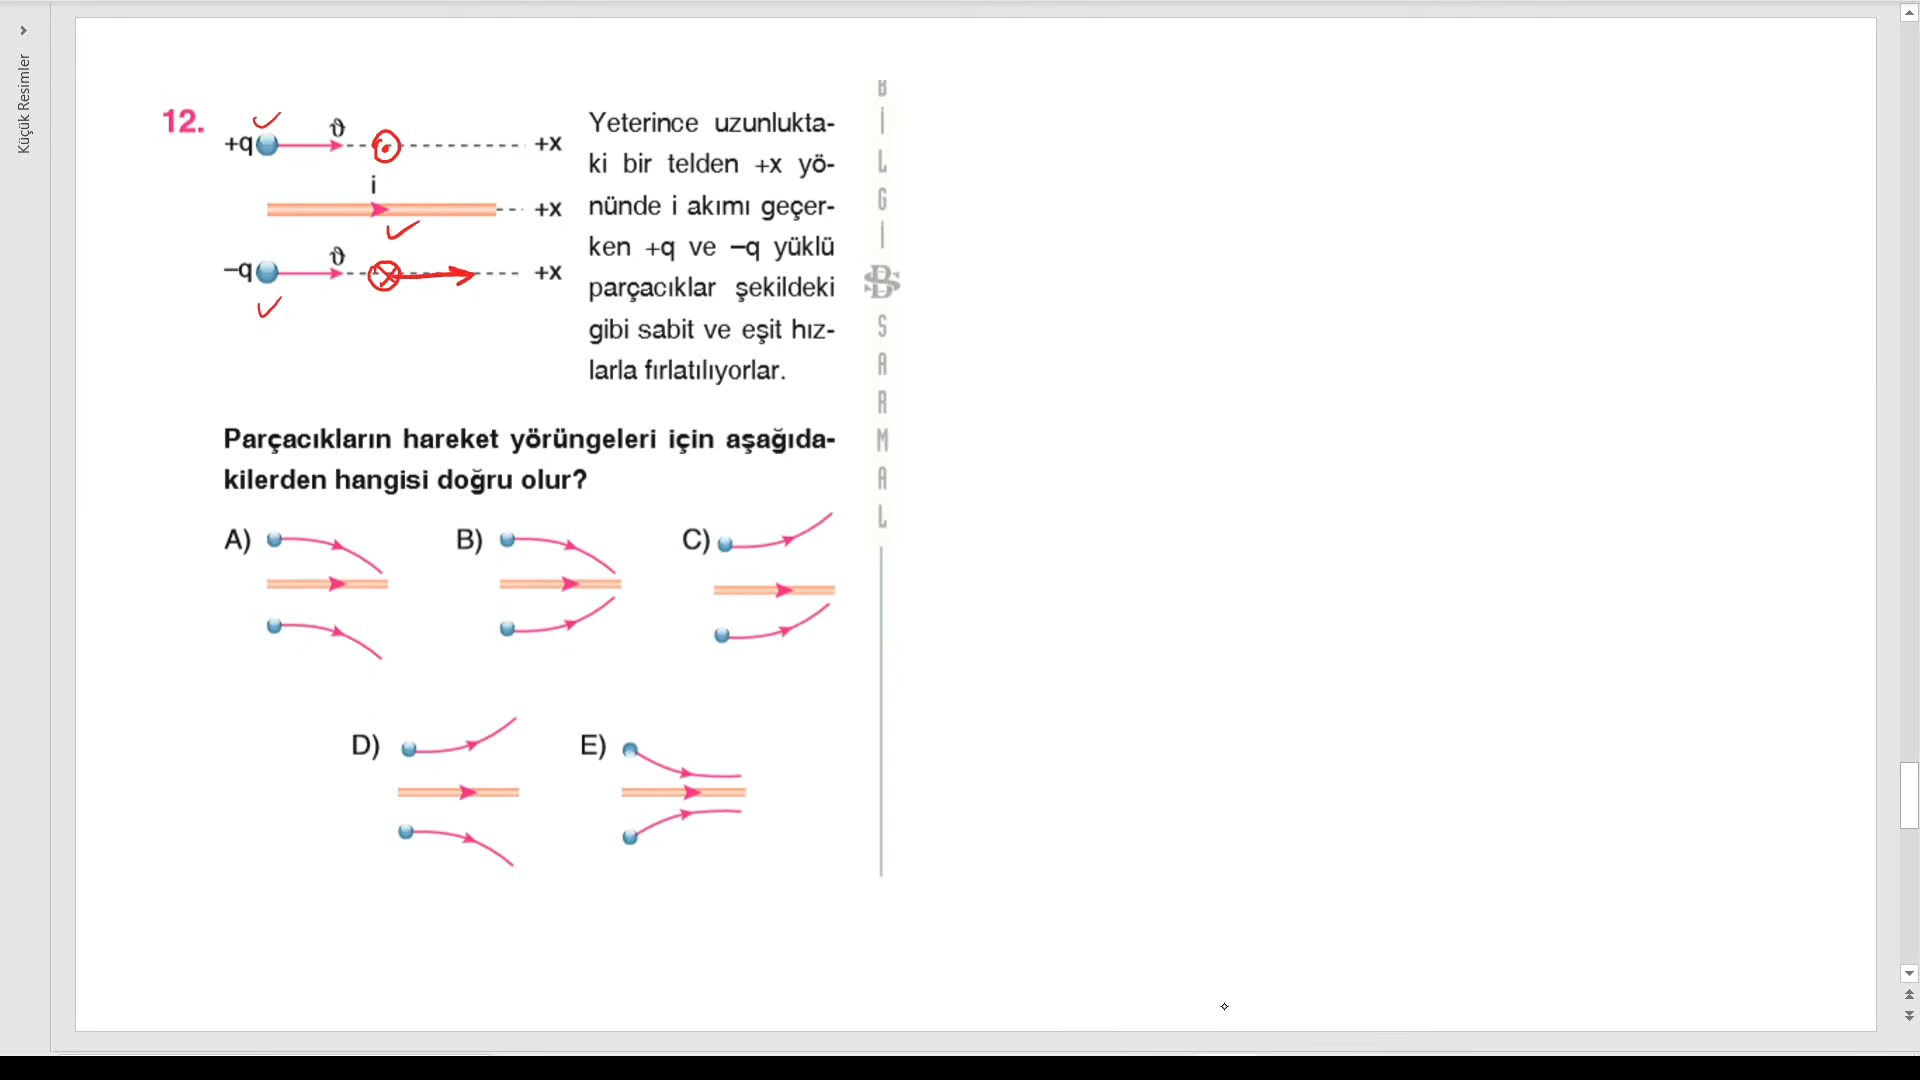 Küçük Resimler
12.
+q ϑ +x
i
+x
−q ϑ +x
Yeterince uzunlukta-
ki bir telden +x yö-
nünde i akımı geçer-
ken +q ve −q yüklü
parçacıklar şekildeki
gibi sabit ve eşit hız-
larla fırlatılıyorlar.
Parçacıkların hareket yörüngeleri için aşağıda-
kilerden hangisi doğru olur?
A) B) C)
D) E)
BİLGİ SARMAL